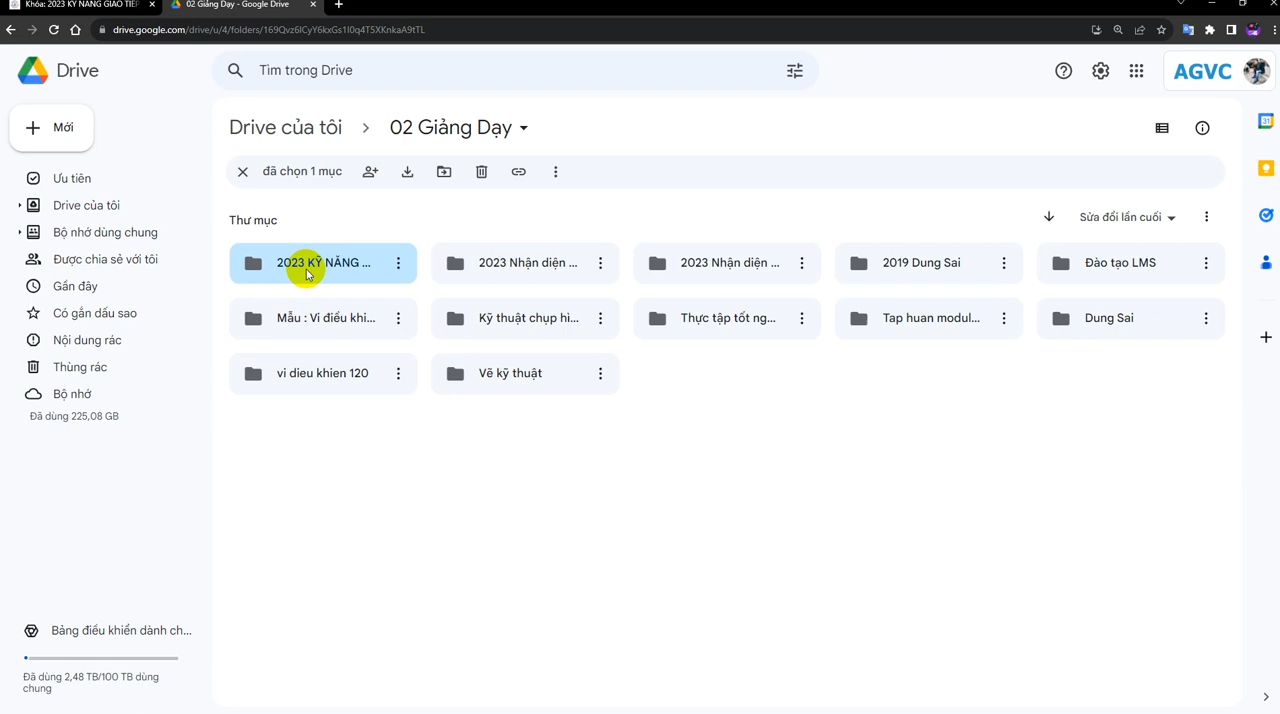 Khóa: 2023 KỸ NĂNG GIAO TIẾP
02 Giảng Dạy - Google Drive
drive.google.com/drive/u/4/folders/
Drive
Tìm trong Drive
AGVC
Mới
Drive của tôi
02 Giảng Dạy
đã chọn 1 mục
Ưu tiên
Drive của tôi
Bộ nhớ dùng chung
Được chia sẻ với tôi
Gần đây
Có gắn dấu sao
Nội dung rác
Thùng rác
Bộ nhớ
Đã dùng 225,08 GB
Thư mục
Sửa đổi lần cuối
2023 KỸ NĂNG ...
2023 Nhận diện ...
2023 Nhận diện ...
2019 Dung Sai
Đào tạo LMS
Mẫu : Vi điều khi...
Kỹ thuật chụp hì...
Thực tập tốt ng...
Tap huan modul...
Dung Sai
vi dieu khien 120
Vẽ kỹ thuật
31
Bảng điều khiển dành ch...
Đã dùng 2,48 TB/100 TB dùng
chung